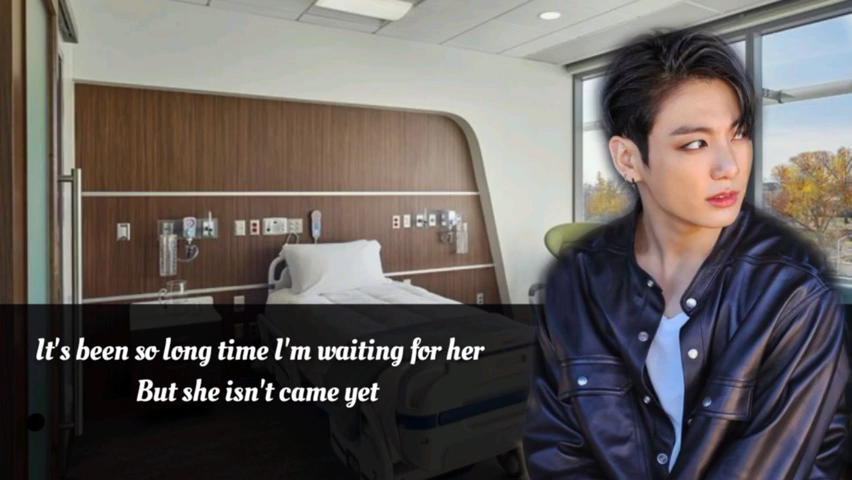 It's been so long time I'm waiting for her
But she isn't came yet